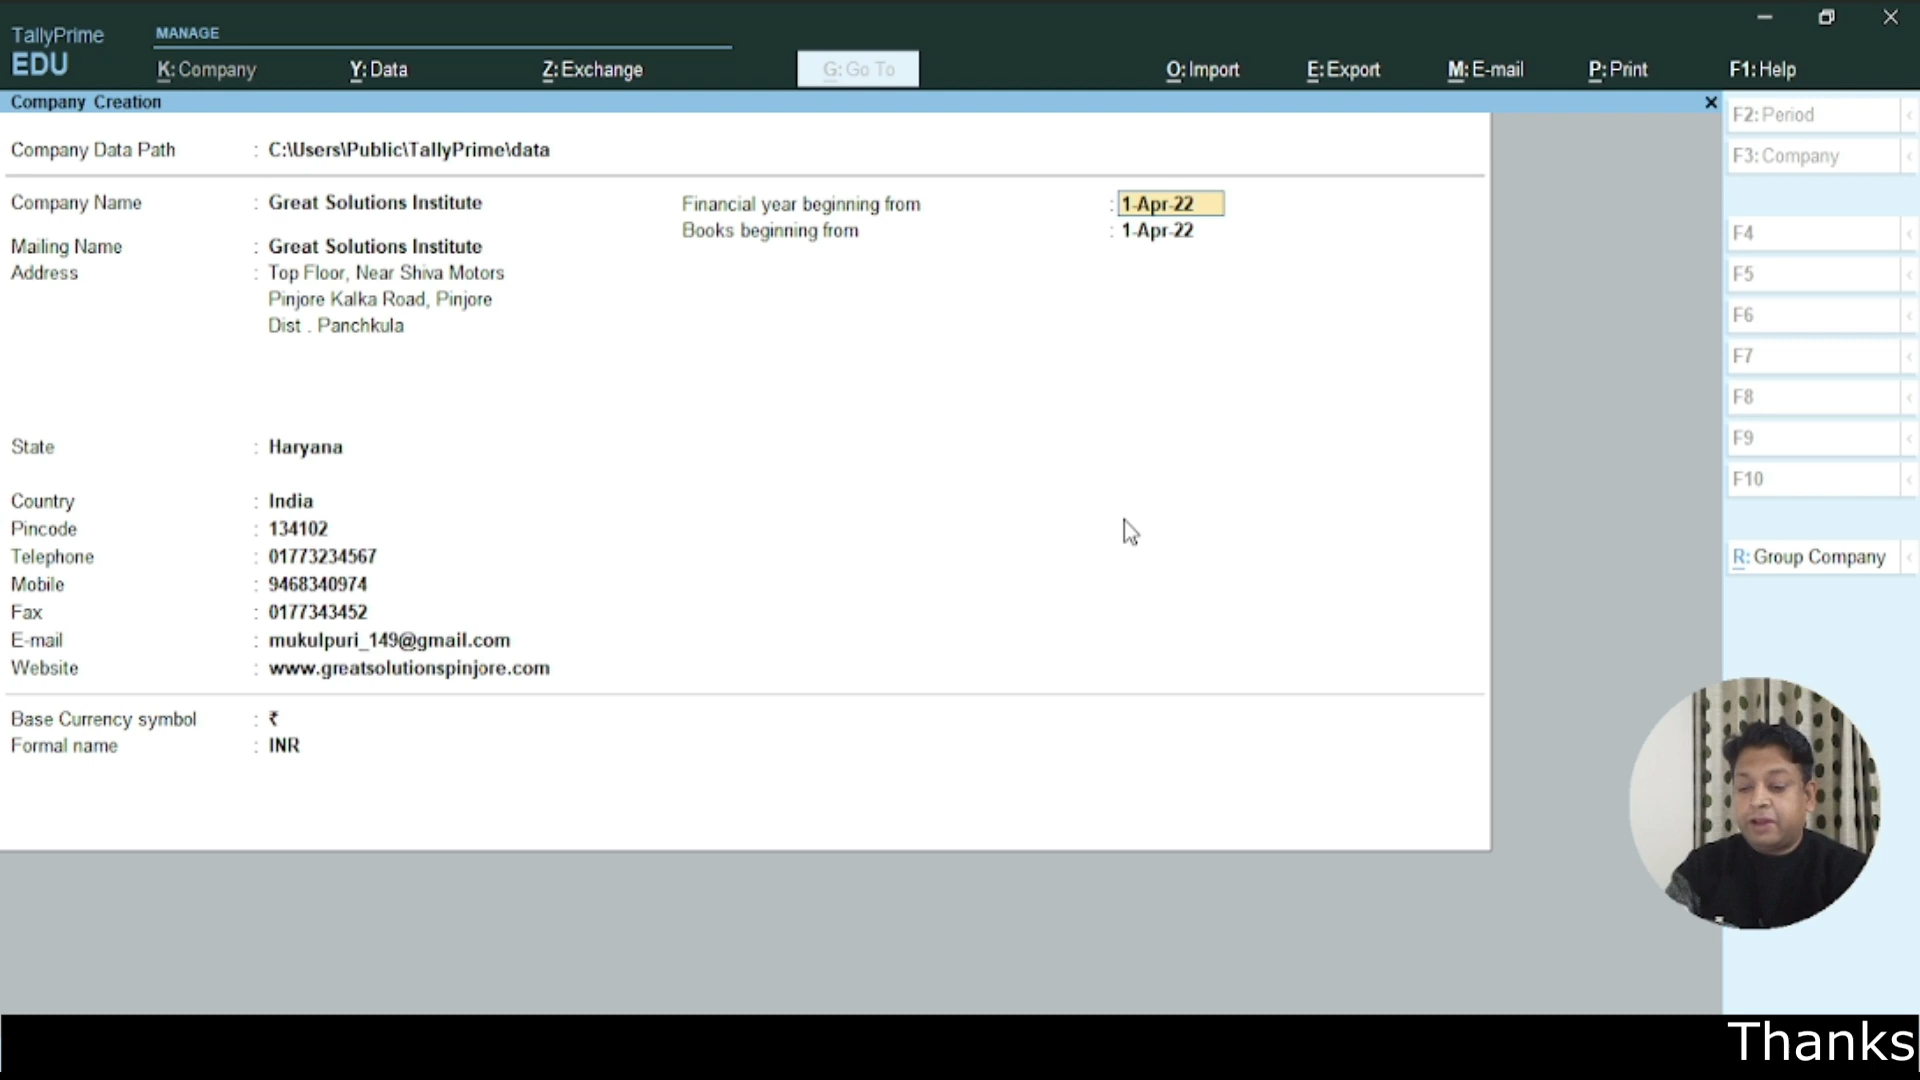 TallyPrime
EDU
MANAGE
K: Company
Y: Data
Z: Exchange
G: Go To
O: Import
E: Export
M: E-mail
P: Print
F1: Help
Company Creation
Company Data Path : C:\Users\Public\TallyPrime\data
Company Name : Great Solutions Institute
Financial year beginning from : 1-Apr-22
Books beginning from : 1-Apr-22
Mailing Name : Great Solutions Institute
Address : Top Floor, Near Shiva Motors
Pinjore Kalka Road, Pinjore
Dist . Panchkula
State : Haryana
Country : India
Pincode : 134102
Telephone : 01773234567
Mobile : 9468340974
Fax : 0177343452
E-mail : mukulpuri_149@gmail.com
Website : www.greatsolutionspinjore.com
Base Currency symbol : ₹
Formal name : INR
F2: Period
F3: Company
F4
F5
F6
F7
F8
F9
F10
R: Group Company
Thanks